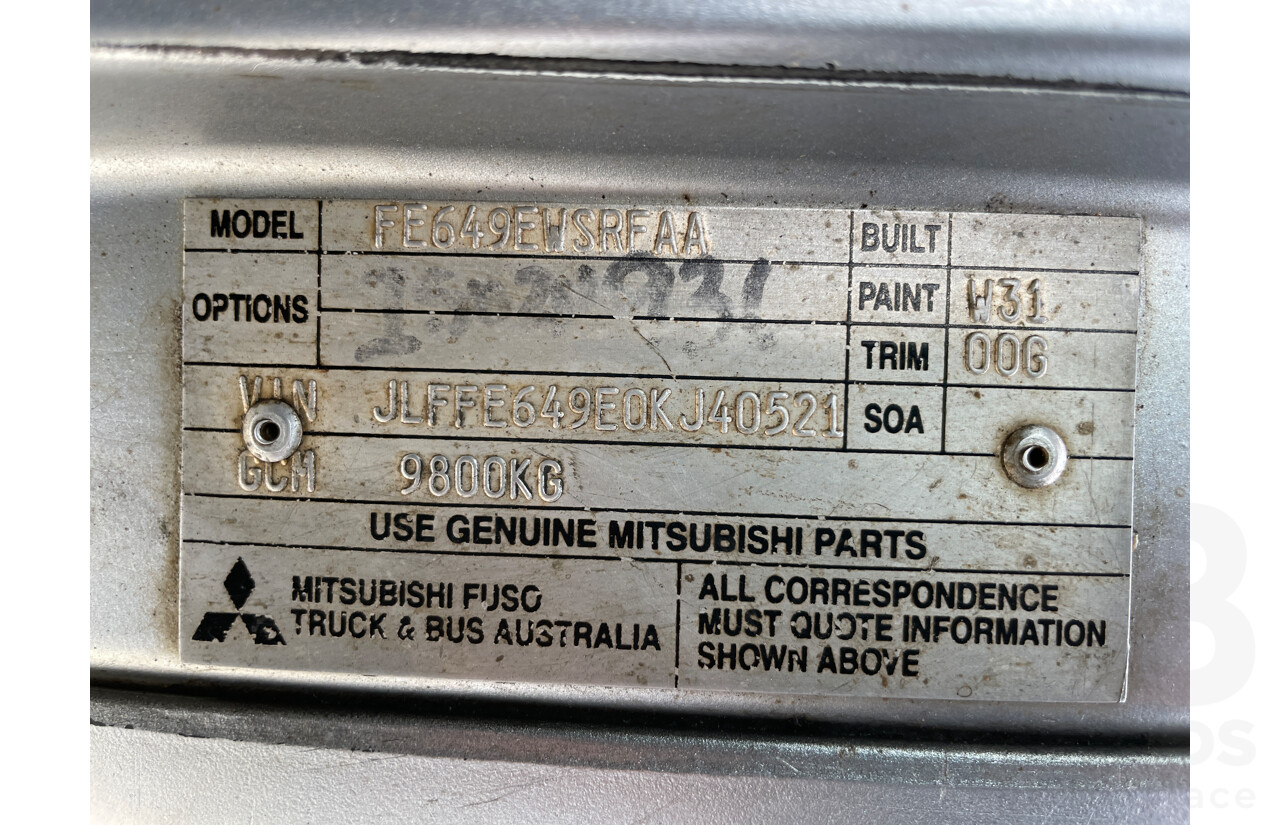 MODEL FE649EWSRFAA BUILT
OPTIONS PAINT W31
TRIM 00G
VIN JLFFE649E0KJ40521 SOA
GCM 9800KG
USE GENUINE MITSUBISHI PARTS
MITSUBISHI FUSO
TRUCK & BUS AUSTRALIA
ALL CORRESPONDENCE
MUST QUOTE INFORMATION
SHOWN ABOVE